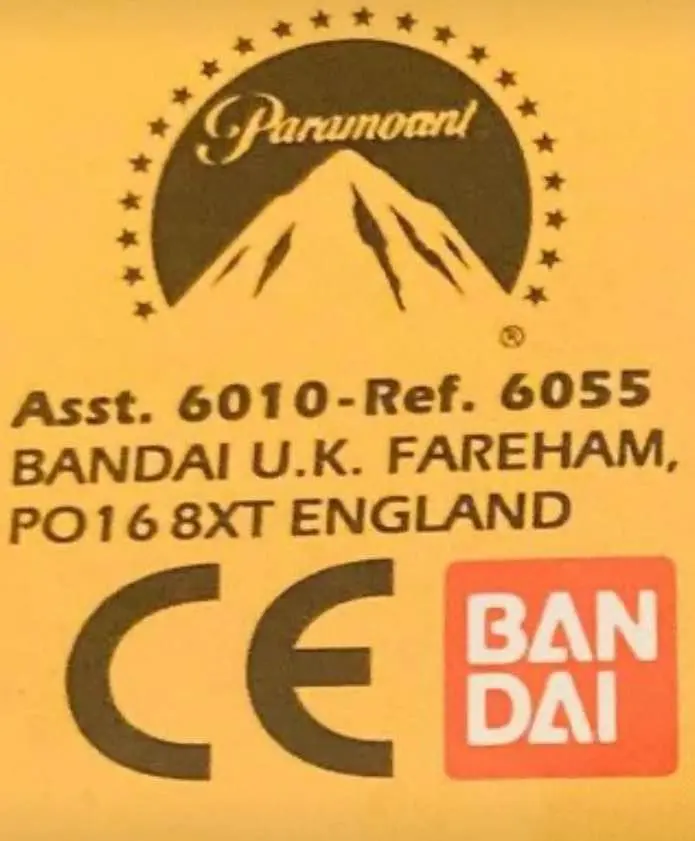 Paramount
®
Asst. 6010-Ref. 6055
BANDAI U.K. FAREHAM,
PO16 8XT ENGLAND
CE
BAN
DAI